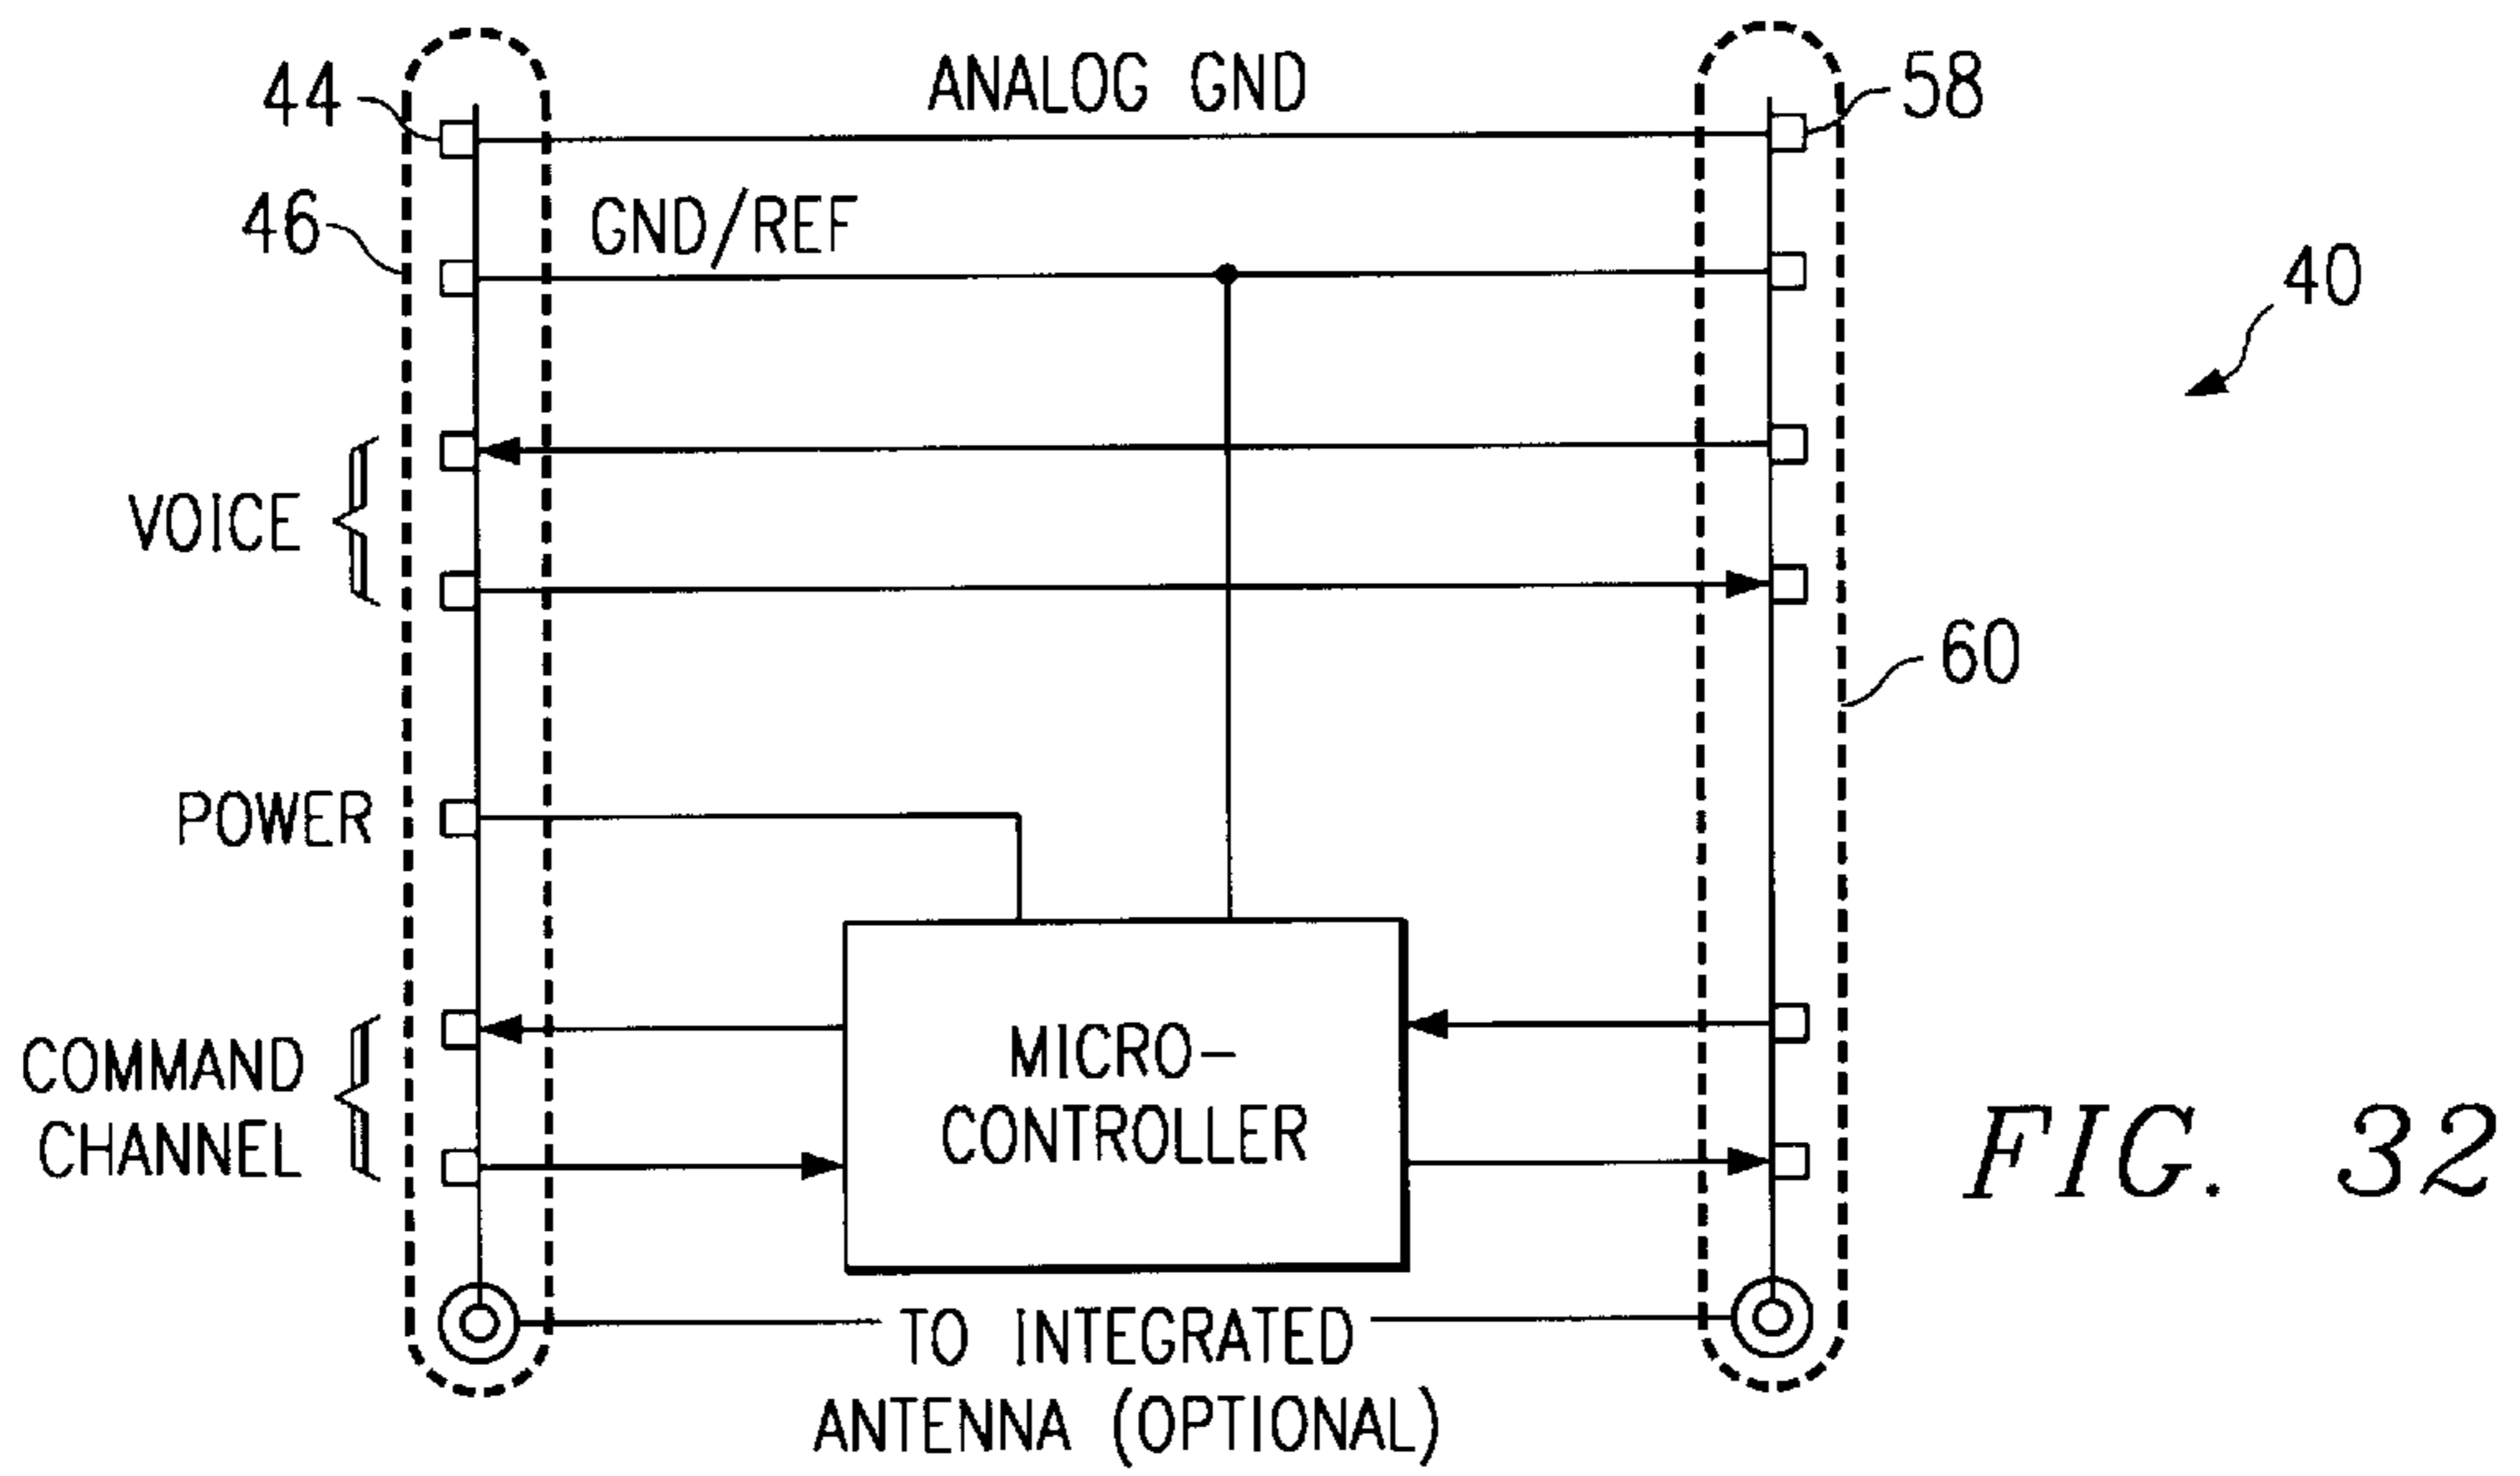 ANALOG GND
44
58
46
GND/REF
40
VOICE
60
POWER
COMMAND
CHANNEL
MICRO-
CONTROLLER
FIG. 32
TO INTEGRATED
ANTENNA (OPTIONAL)